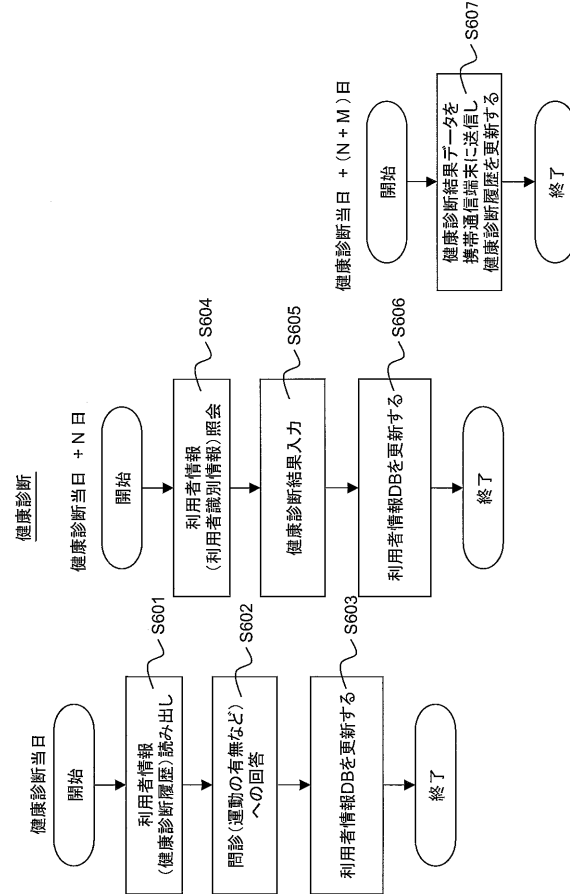 健康診断
健康診断当日
開始
利用者情報
(健康診断履歴)読み出し
S601
問診(運動の有無など)
への回答
S602
利用者情報DBを更新する
S603
終了
健康診断当日 +N日
開始
利用者情報
(利用者識別情報)照会
S604
健康診断結果入力
S605
利用者情報DBを更新する
S606
終了
健康診断当日 +(N+M)日
開始
健康診断結果データを
携帯通信端末に送信し
健康診断履歴を更新する
S607
終了